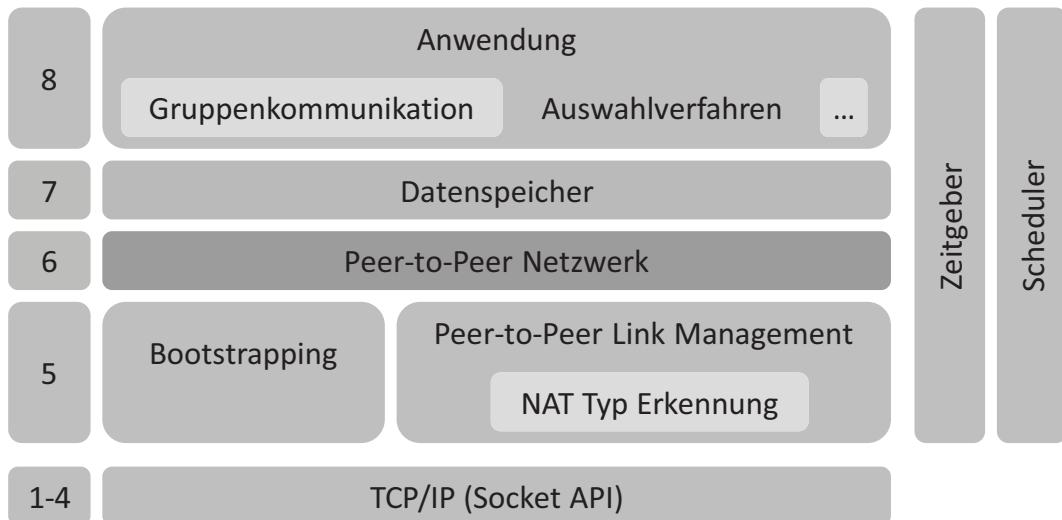 8
Anwendung
Gruppenkommunikation
Auswahlverfahren
...
7
Datenspeicher
6
Peer-to-Peer Netzwerk
5
Bootstrapping
Peer-to-Peer Link Management
NAT Typ Erkennung
1-4
TCP/IP (Socket API)
Zeitgeber
Scheduler